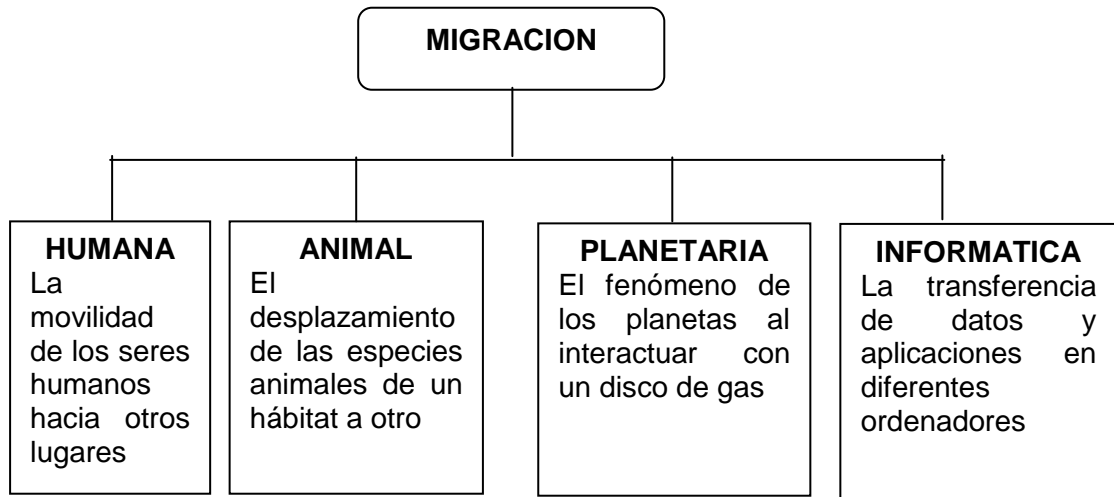 MIGRACION
HUMANA
La
movilidad
de los seres
humanos
hacia otros
lugares
ANIMAL
El
desplazamiento
de las especies
animales de un
hábitat a otro
PLANETARIA
El fenómeno de
los planetas al
interactuar con
un disco de gas
INFORMATICA
La transferencia
de datos y
aplicaciones en
diferentes
ordenadores